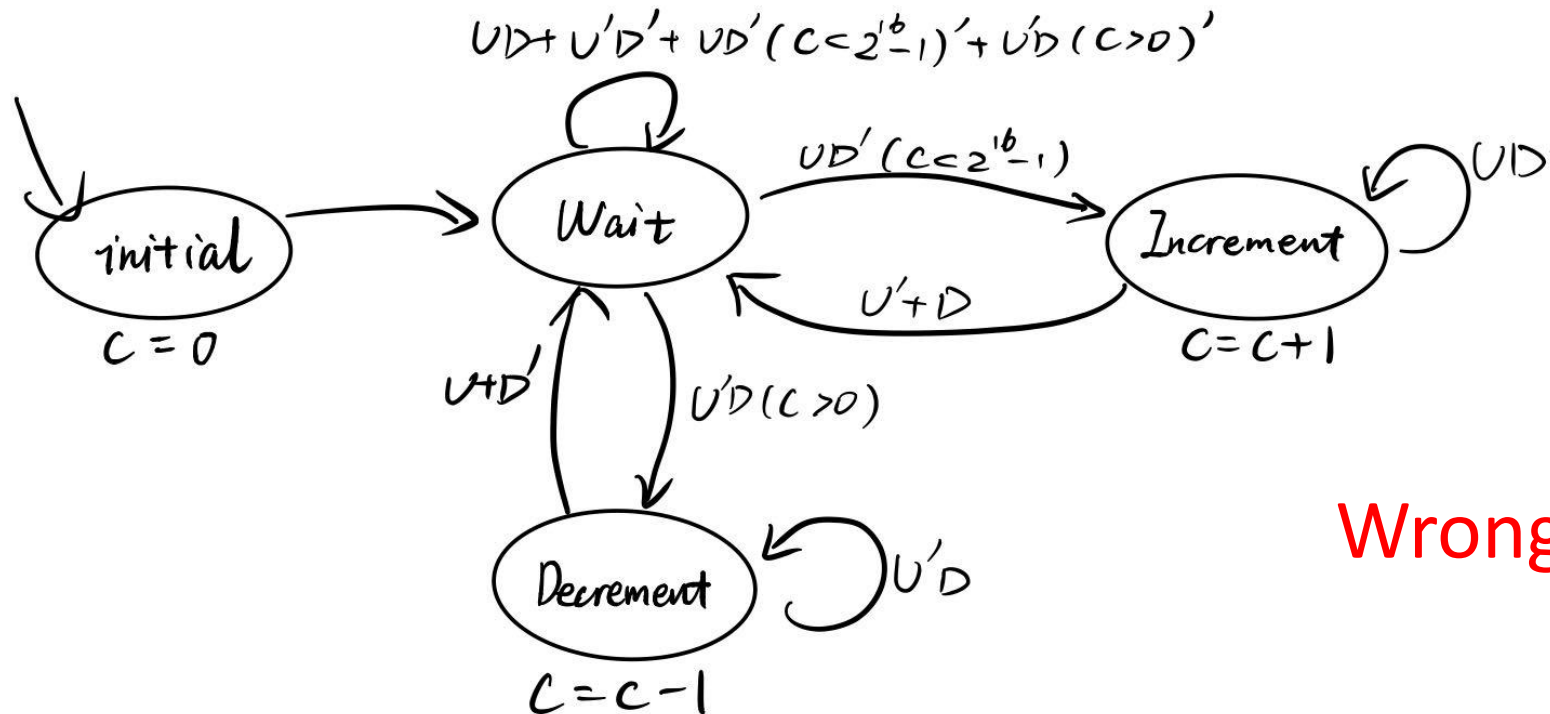 UD + U'D' + UD'(C<2^16-1)' + U'D(C>0)'
UD'(C<2^16-1)
UD
initial
Wait
Increment
U'+D
C=0
C=C+1
U+D'
U'D(C>0)
Decrement
U'D
Wrong
C=C-1